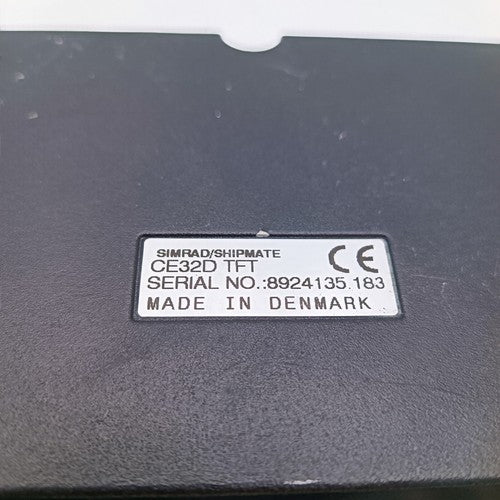 SIMRAD/SHIPMATE
CE32D TFT CE
SERIAL NO.:8924135.183
MADE IN DENMARK